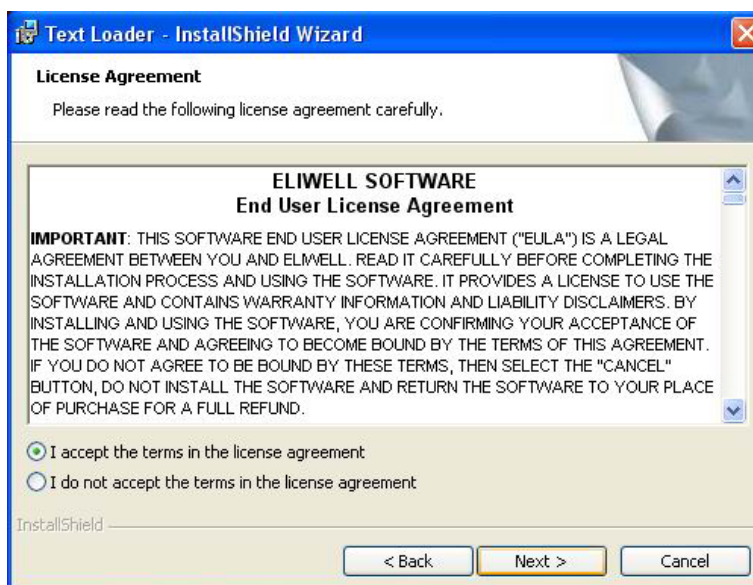 Text Loader - InstallShield Wizard
License Agreement
Please read the following license agreement carefully.
ELIWELL SOFTWARE
End User License Agreement
IMPORTANT: THIS SOFTWARE END USER LICENSE AGREEMENT ("EULA") IS A LEGAL
AGREEMENT BETWEEN YOU AND ELIWELL. READ IT CAREFULLY BEFORE COMPLETING THE
INSTALLATION PROCESS AND USING THE SOFTWARE. IT PROVIDES A LICENSE TO USE THE
SOFTWARE AND CONTAINS WARRANTY INFORMATION AND LIABILITY DISCLAIMERS. BY
INSTALLING AND USING THE SOFTWARE, YOU ARE CONFIRMING YOUR ACCEPTANCE OF
THE SOFTWARE AND AGREEING TO BECOME BOUND BY THE TERMS OF THIS AGREEMENT.
IF YOU DO NOT AGREE TO BE BOUND BY THESE TERMS, THEN SELECT THE "CANCEL"
BUTTON, DO NOT INSTALL THE SOFTWARE AND RETURN THE SOFTWARE TO YOUR PLACE
OF PURCHASE FOR A FULL REFUND.
I accept the terms in the license agreement
I do not accept the terms in the license agreement
InstallShield
< Back Next > Cancel